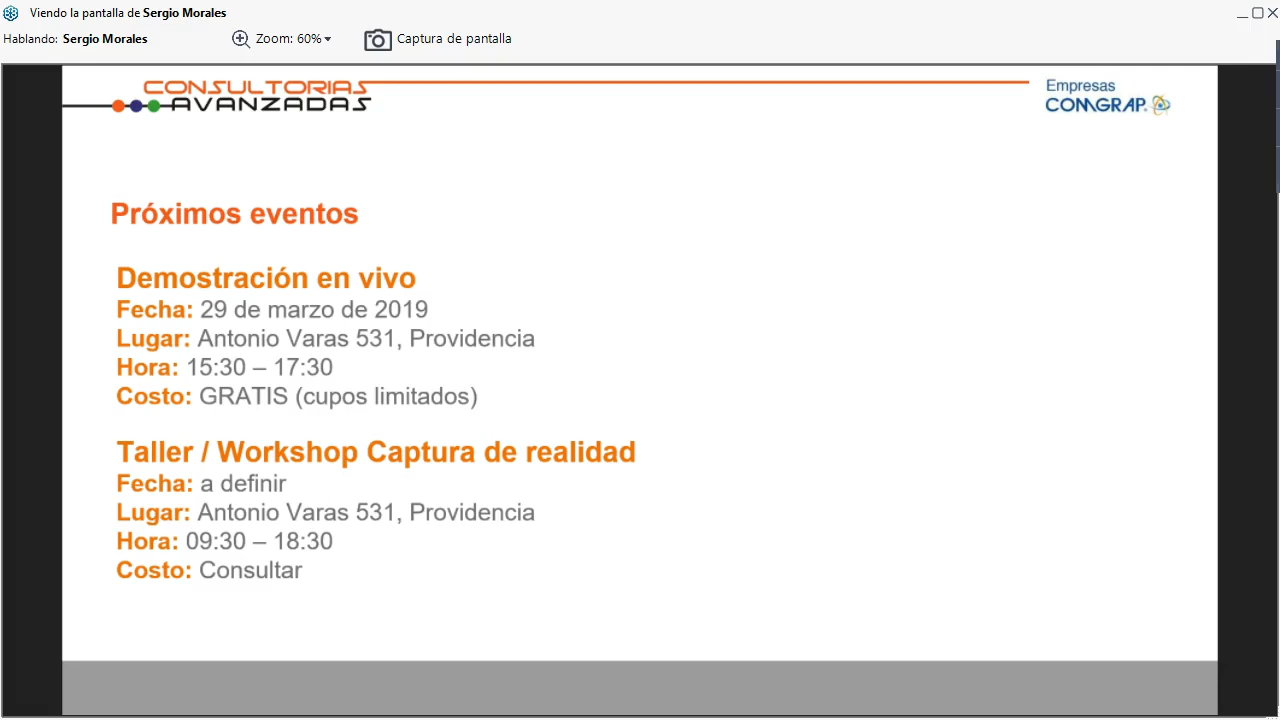 Viendo la pantalla de Sergio Morales
Hablando: Sergio Morales
Zoom: 60%
Captura de pantalla
CONSULTORIAS
AVANZADAS
Empresas
COMGRAP.
Próximos eventos
Demostración en vivo
Fecha: 29 de marzo de 2019
Lugar: Antonio Varas 531, Providencia
Hora: 15:30 – 17:30
Costo: GRATIS (cupos limitados)
Taller / Workshop Captura de realidad
Fecha: a definir
Lugar: Antonio Varas 531, Providencia
Hora: 09:30 – 18:30
Costo: Consultar